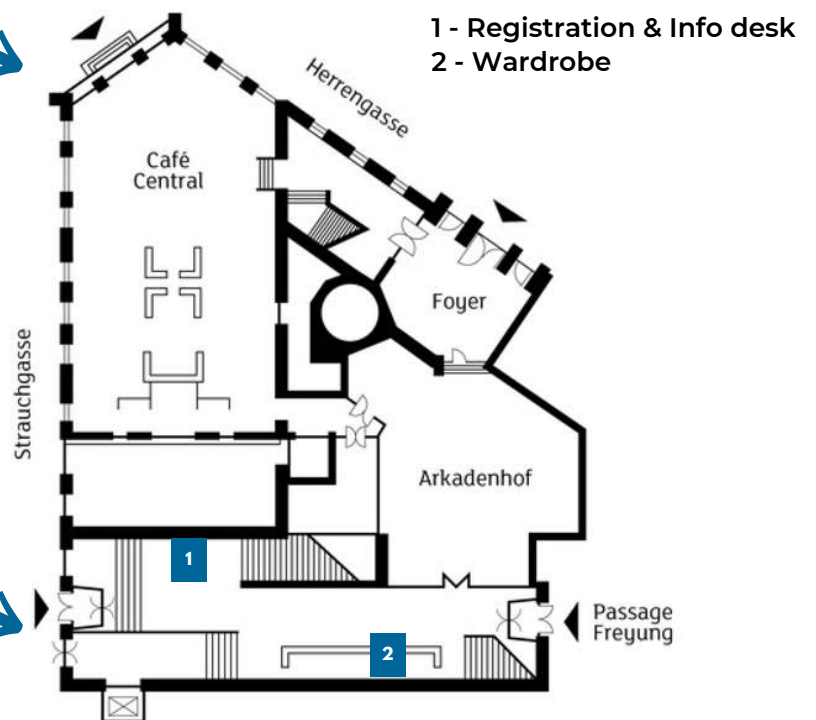 1 - Registration & Info desk
2 - Wardrobe
Herrengasse
Café
Central
Foyer
Strauchgasse
Arkadenhof
1
Passage
Freyung
2